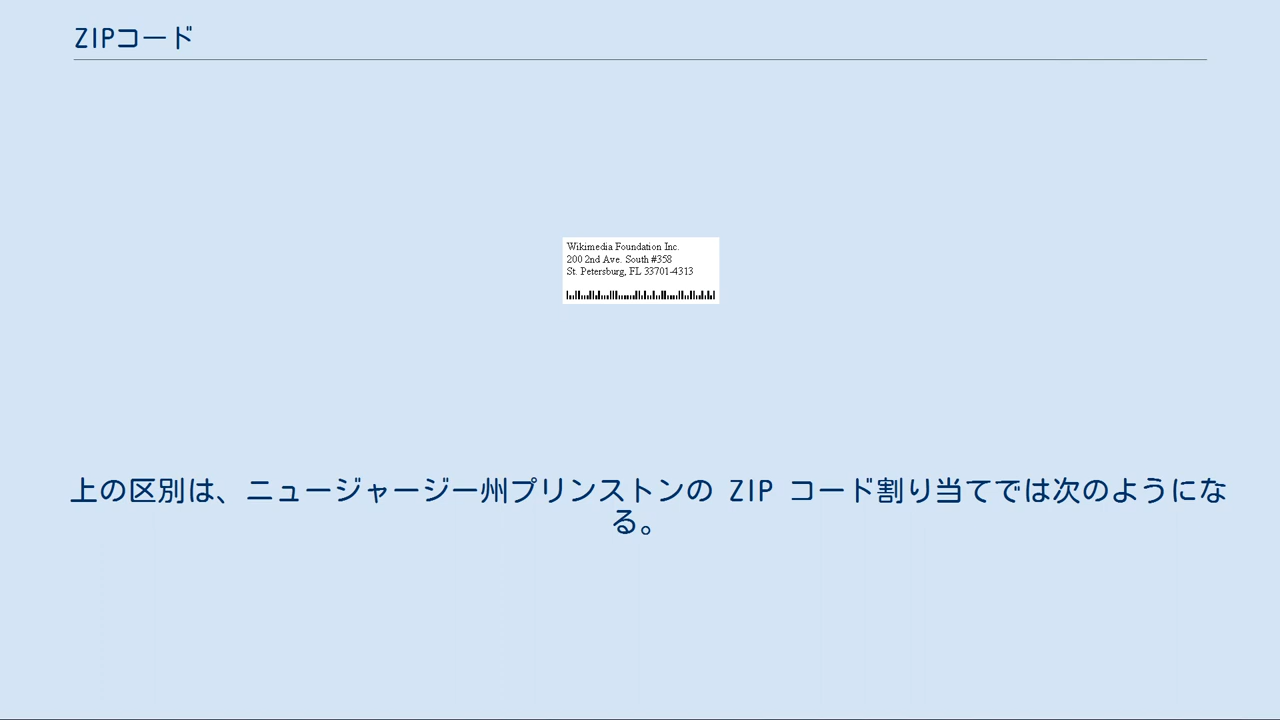 ZIPコード
Wikimedia Foundation Inc.
200 2nd Ave. South #358
St. Petersburg, FL 33701-4313
上の区別は、ニュージャージー州プリンストンの ZIP コード割り当てでは次のようにな
る。